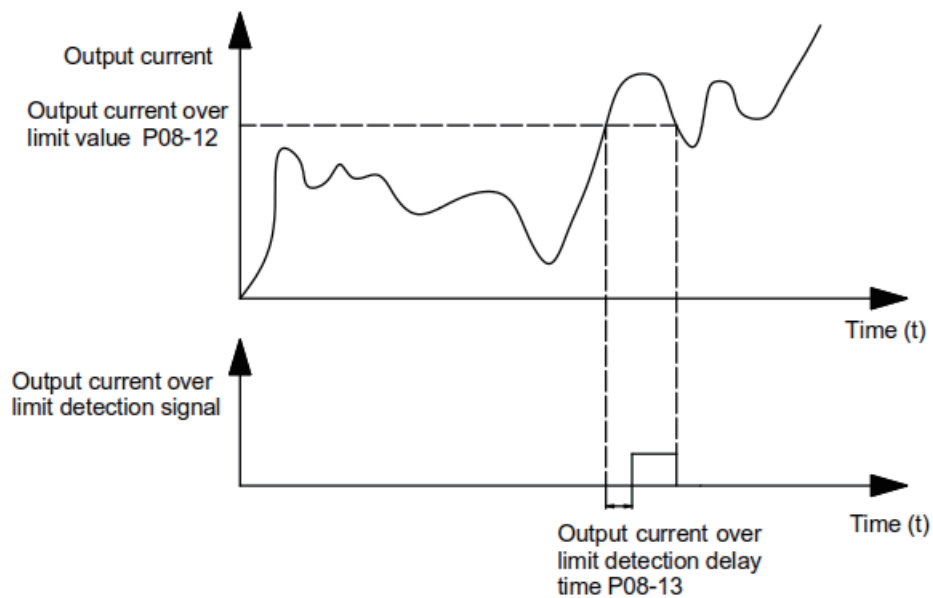 Output current
Output current over
limit value P08-12
Time (t)
Output current over
limit detection signal
Time (t)
Output current over
limit detection delay
time P08-13